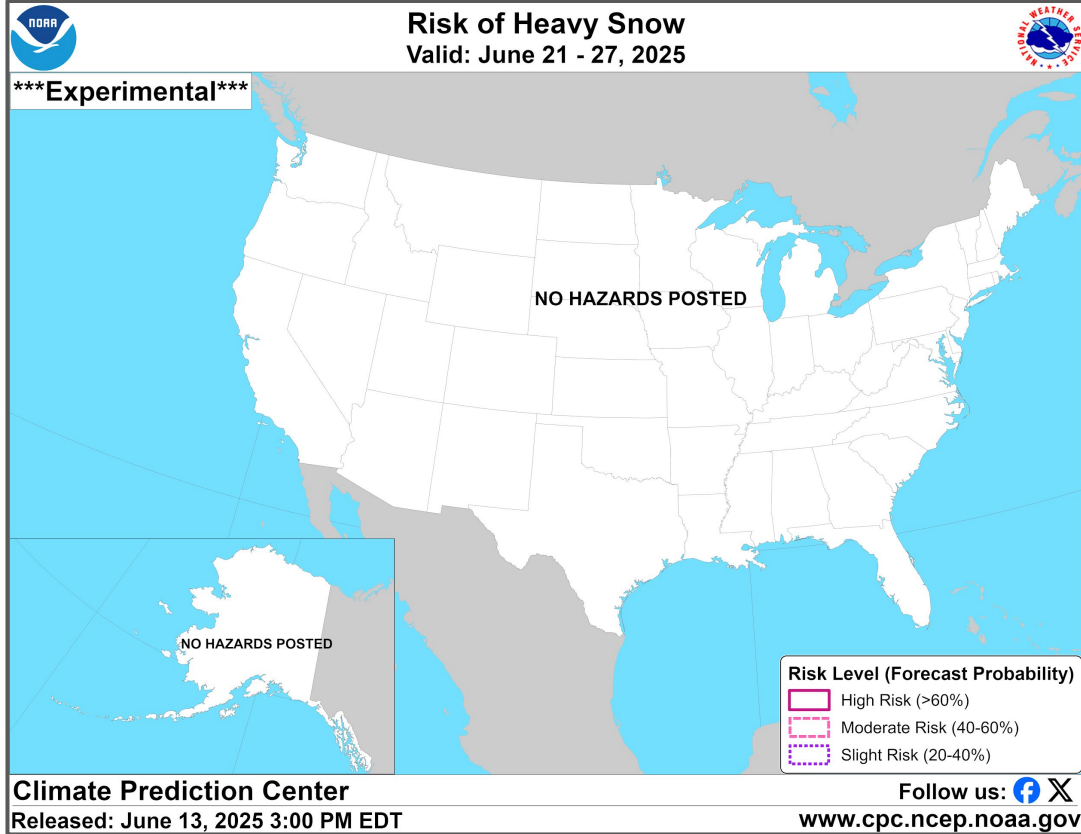 NOAA
Risk of Heavy Snow
Valid: June 21 - 27, 2025
NATIONAL WEATHER SERVICE
***Experimental***
NO HAZARDS POSTED
NO HAZARDS POSTED
Risk Level (Forecast Probability)
High Risk (>60%)
Moderate Risk (40-60%)
Slight Risk (20-40%)
Climate Prediction Center
Follow us:
Released: June 13, 2025 3:00 PM EDT
www.cpc.ncep.noaa.gov